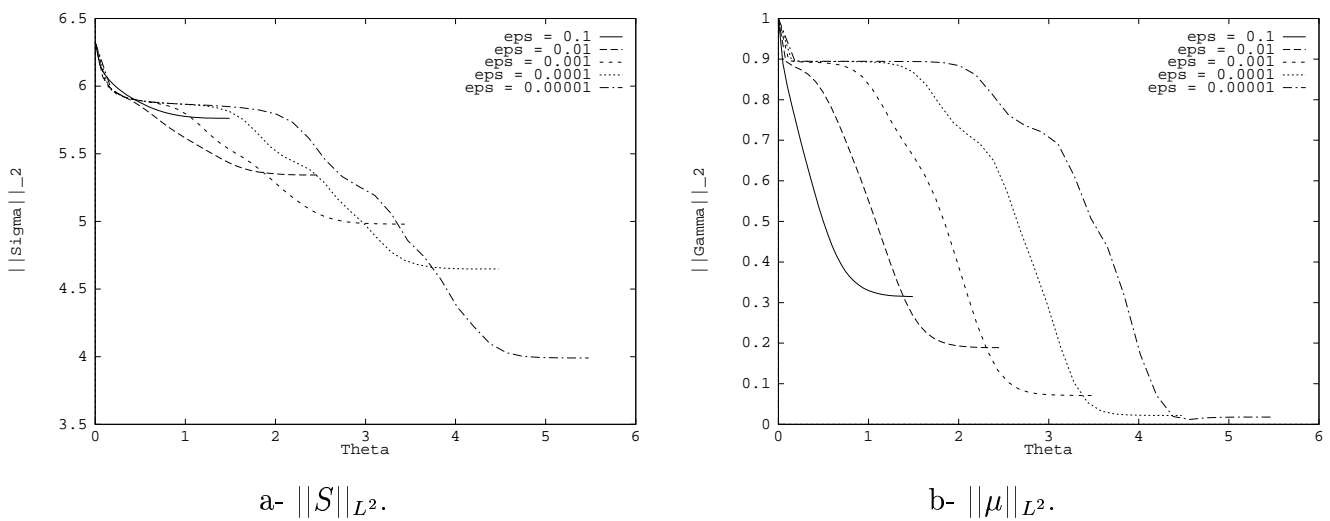 6.5
6
5.5
5
4.5
4
3.5
||Sigma||_2
eps = 0.1
eps = 0.01
eps = 0.001
eps = 0.0001
eps = 0.00001
0 1 2 3 4 5 6
Theta
a- ||S||_{L^2}.
1
0.9
0.8
0.7
0.6
0.5
0.4
0.3
0.2
0.1
0
||Gamma||_2
eps = 0.1
eps = 0.01
eps = 0.001
eps = 0.0001
eps = 0.00001
0 1 2 3 4 5 6
Theta
b- ||μ||_{L^2}.